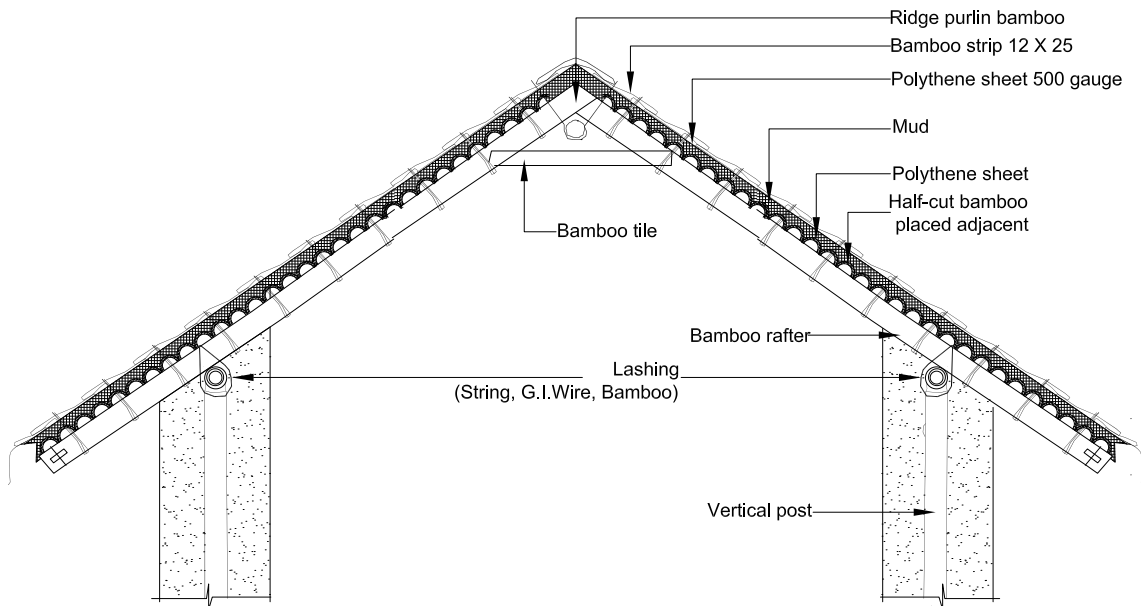 Ridge purlin bamboo
Bamboo strip 12 X 25
Polythene sheet 500 gauge
Mud
Polythene sheet
Half-cut bamboo
placed adjacent
Bamboo tile
Bamboo rafter
Lashing
(String, G.I.Wire, Bamboo)
Vertical post